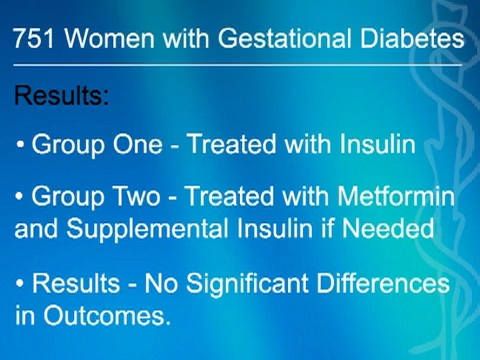 751 Women with Gestational Diabetes
Results:
• Group One - Treated with Insulin
• Group Two - Treated with Metformin
and Supplemental Insulin if Needed
• Results - No Significant Differences
in Outcomes.